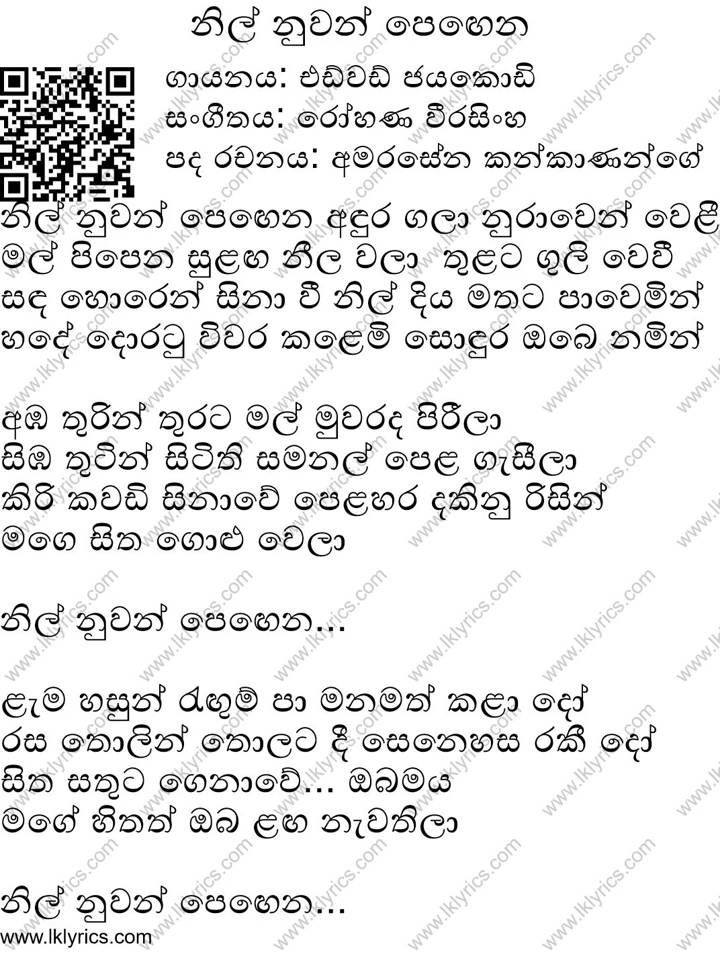 නිල් නුවන් පෙඟෙන
ගායනය: එඩ්වඩ් ජයකොඩි
සංගීතය: රෝහණ වීරසිංහ
පද රචනය: අමරසේන කන්කාණන්ගේ
නිල් නුවන් පෙඟෙන අඳුර ගලා නුරාවෙන් වෙළී
මල් පිපෙන සුළඟ නීල වලා තුළට ගුලි වෙවී
සඳ හොරෙන් සිනා වී නිල් දිය මතට පාවෙමින්
හදේ දොරටු විවර කළෙමි සොඳුර ඔබෙ නමින්
අඹ තුරින් තුරට මල් මුවරද පිරීලා
සිඹ තුටින් සිටිති සමනල් පෙළ ගැසීලා
කිරි කවඩි සිනාවේ පෙළහර දකිනු රිසින්
මගෙ සිත ගොළු වෙලා
නිල් නුවන් පෙඟෙන...
ළැම හසුන් රැඟුම් පා මනමත් කළා දෝ
රස තොලින් තොලට දී සෙනෙහස රකී දෝ
සිත සතුට ගෙනාවේ... ඔබමය
මගේ හිතත් ඔබ ළඟ නැවතිලා
නිල් නුවන් පෙඟෙන...
www.lklyrics.com